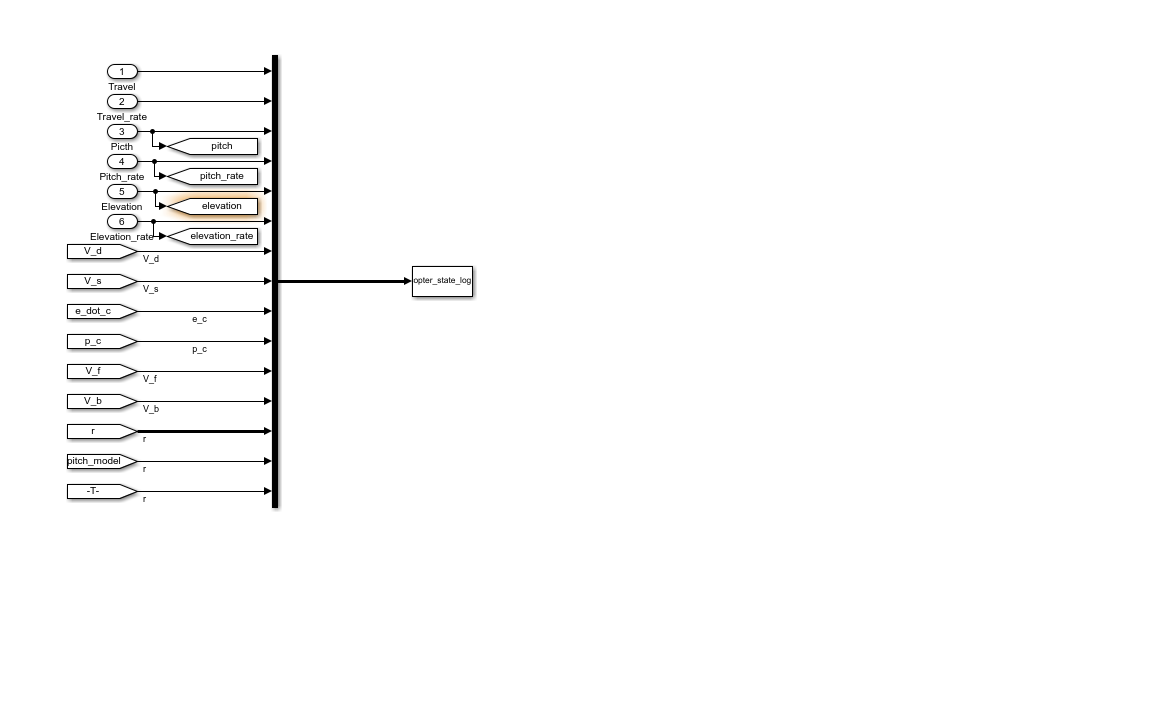 1
Travel
2
Travel_rate
3
Picth
pitch
4
Pitch_rate
pitch_rate
5
Elevation
elevation
6
Elevation_rate
elevation_rate
V_d
V_d
V_s
V_s
opter_state_log
e_dot_c
e_c
p_c
p_c
V_f
V_f
V_b
V_b
r
r
pitch_model
r
-T-
r